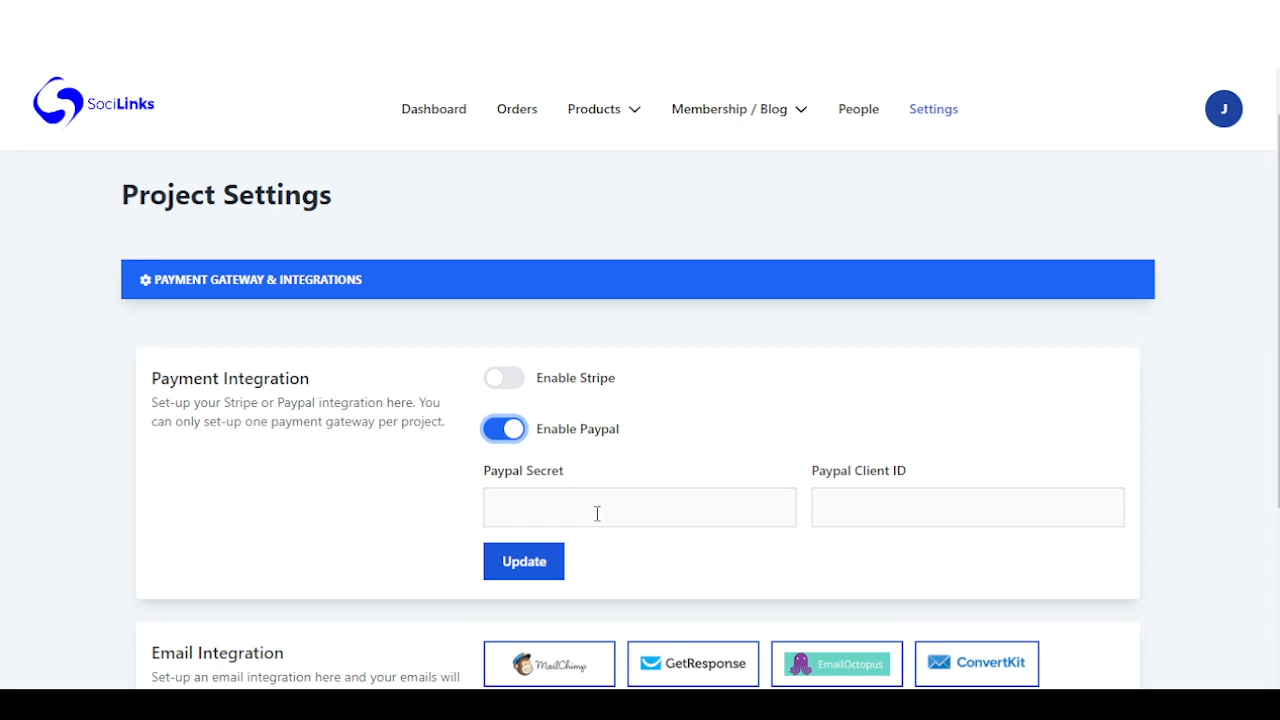 SociLinks
Dashboard Orders Products Membership / Blog People Settings J
Project Settings
PAYMENT GATEWAY & INTEGRATIONS
Payment Integration
Set-up your Stripe or Paypal integration here. You
can only set-up one payment gateway per project.
Enable Stripe
Enable Paypal
Paypal Secret Paypal Client ID
Update
Email Integration
Set-up an email integration here and your emails will
MailChimp GetResponse EmailOctopus ConvertKit